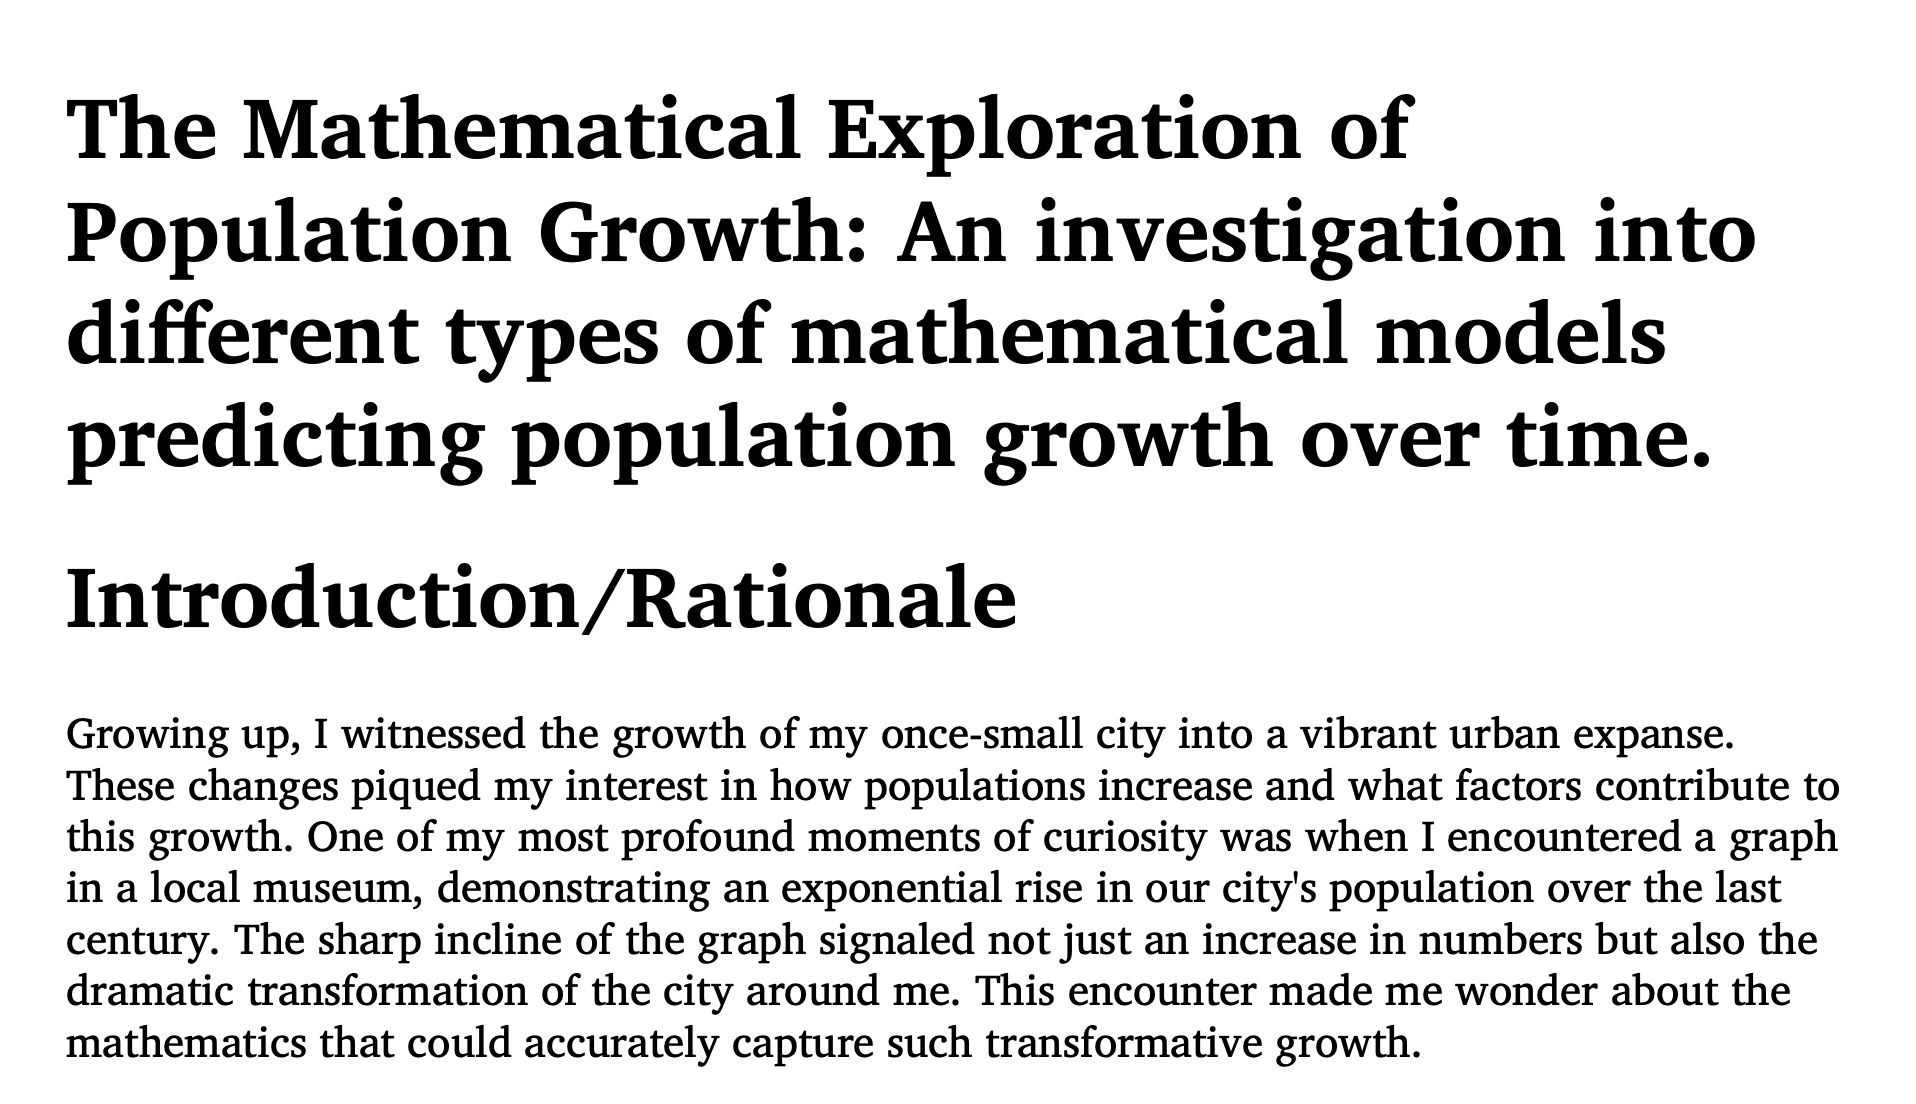 The Mathematical Exploration of
Population Growth: An investigation into
different types of mathematical models
predicting population growth over time.
Introduction/Rationale
Growing up, I witnessed the growth of my once-small city into a vibrant urban expanse.
These changes piqued my interest in how populations increase and what factors contribute to
this growth. One of my most profound moments of curiosity was when I encountered a graph
in a local museum, demonstrating an exponential rise in our city's population over the last
century. The sharp incline of the graph signaled not just an increase in numbers but also the
dramatic transformation of the city around me. This encounter made me wonder about the
mathematics that could accurately capture such transformative growth.